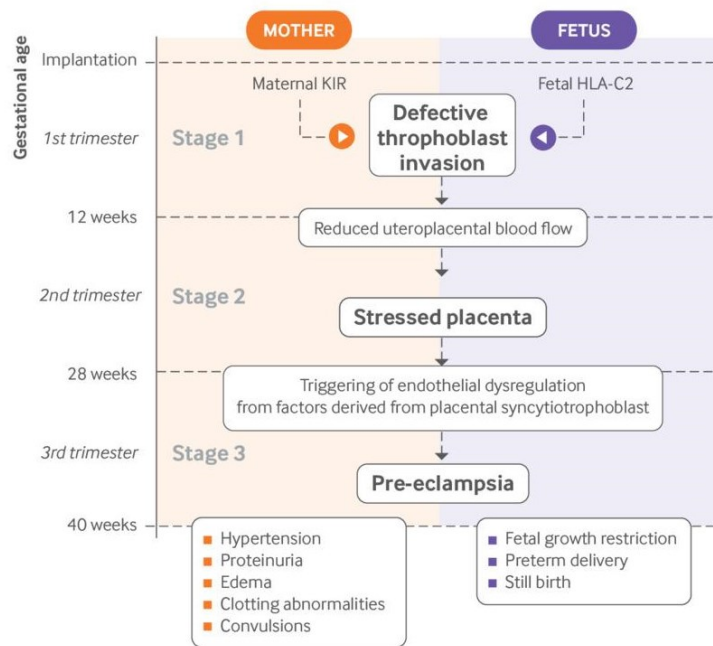 MOTHER
FETUS
Gestational age
Implantation
Maternal KIR
Fetal HLA-C2
1st trimester
Stage 1
Defective
throphoblast
invasion
12 weeks
Reduced uteroplacental blood flow
2nd trimester
Stage 2
Stressed placenta
28 weeks
Triggering of endothelial dysregulation
from factors derived from placental syncytiotrophoblast
3rd trimester
Stage 3
Pre-eclampsia
40 weeks
Hypertension
Proteinuria
Edema
Clotting abnormalities
Convulsions
Fetal growth restriction
Preterm delivery
Still birth